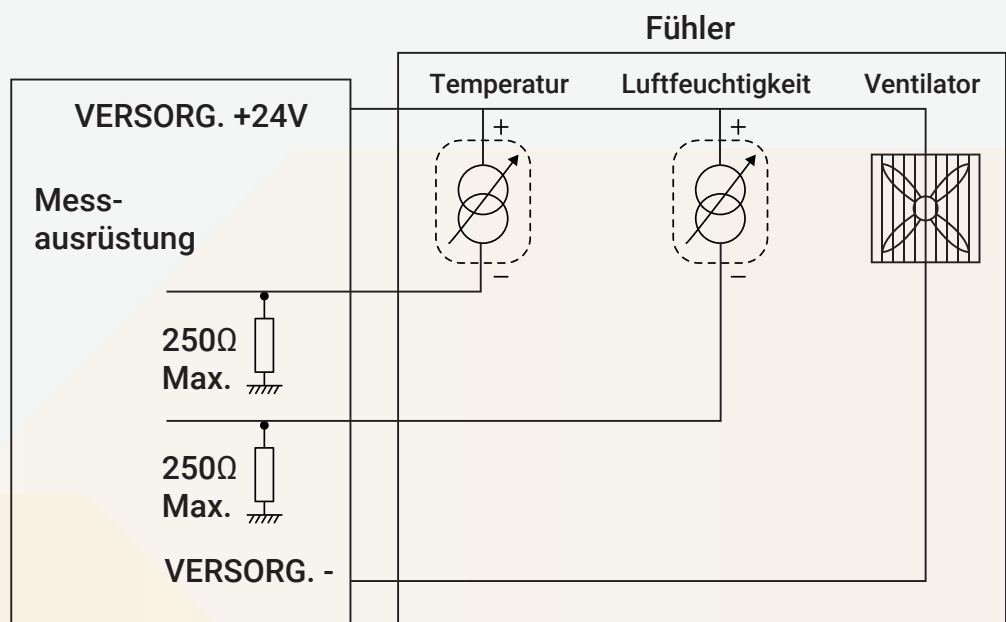 Fühler
Temperatur
Luftfeuchtigkeit
Ventilator
VERSORG. +24V
+
+
Mess-
ausrüstung
−
−
250Ω
Max.
250Ω
Max.
VERSORG. -